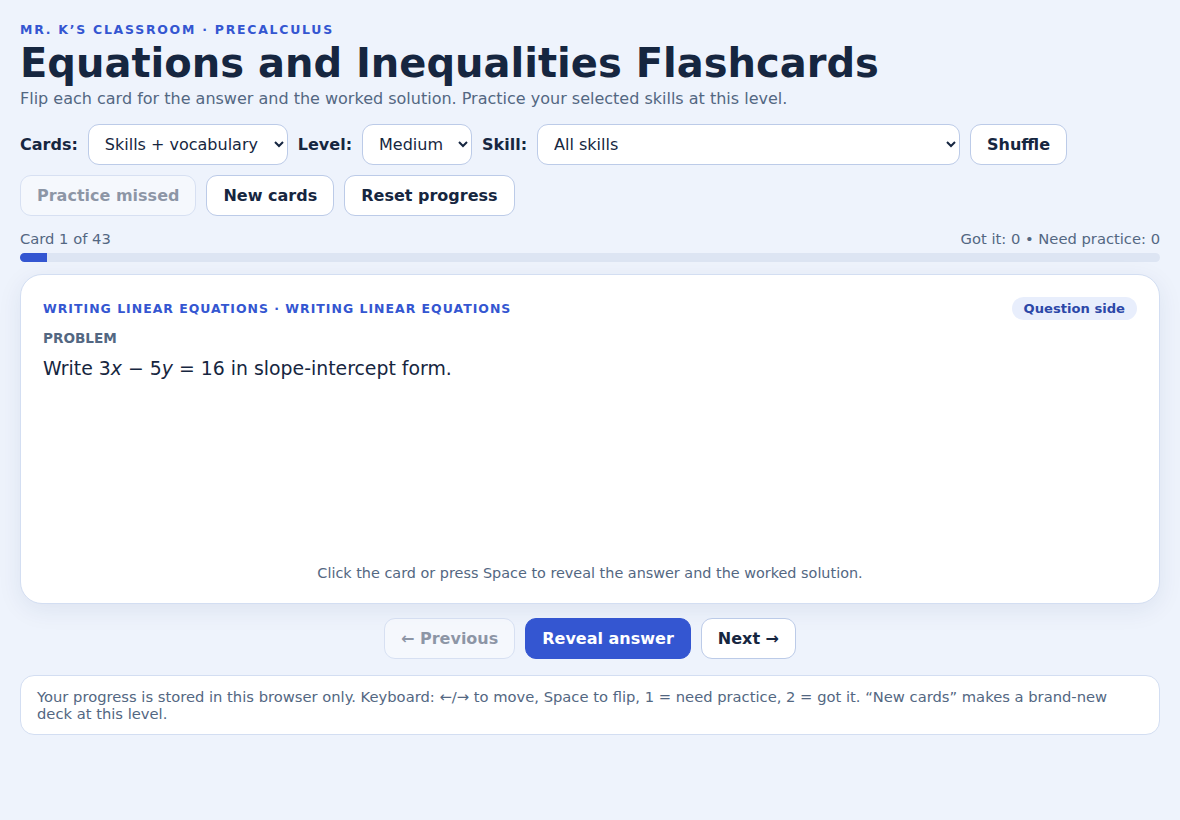 MR. K’S CLASSROOM · PRECALCULUS
Equations and Inequalities Flashcards
Flip each card for the answer and the worked solution. Practice your selected skills at this level.
Cards: Skills + vocabulary Level: Medium Skill: All skills Shuffle
Practice missed New cards Reset progress
Card 1 of 43 Got it: 0 • Need practice: 0
WRITING LINEAR EQUATIONS · WRITING LINEAR EQUATIONS Question side
PROBLEM
Write 3x − 5y = 16 in slope-intercept form.
Click the card or press Space to reveal the answer and the worked solution.
← Previous Reveal answer Next →
Your progress is stored in this browser only. Keyboard: ←/→ to move, Space to flip, 1 = need practice, 2 = got it. “New cards” makes a brand-new
deck at this level.